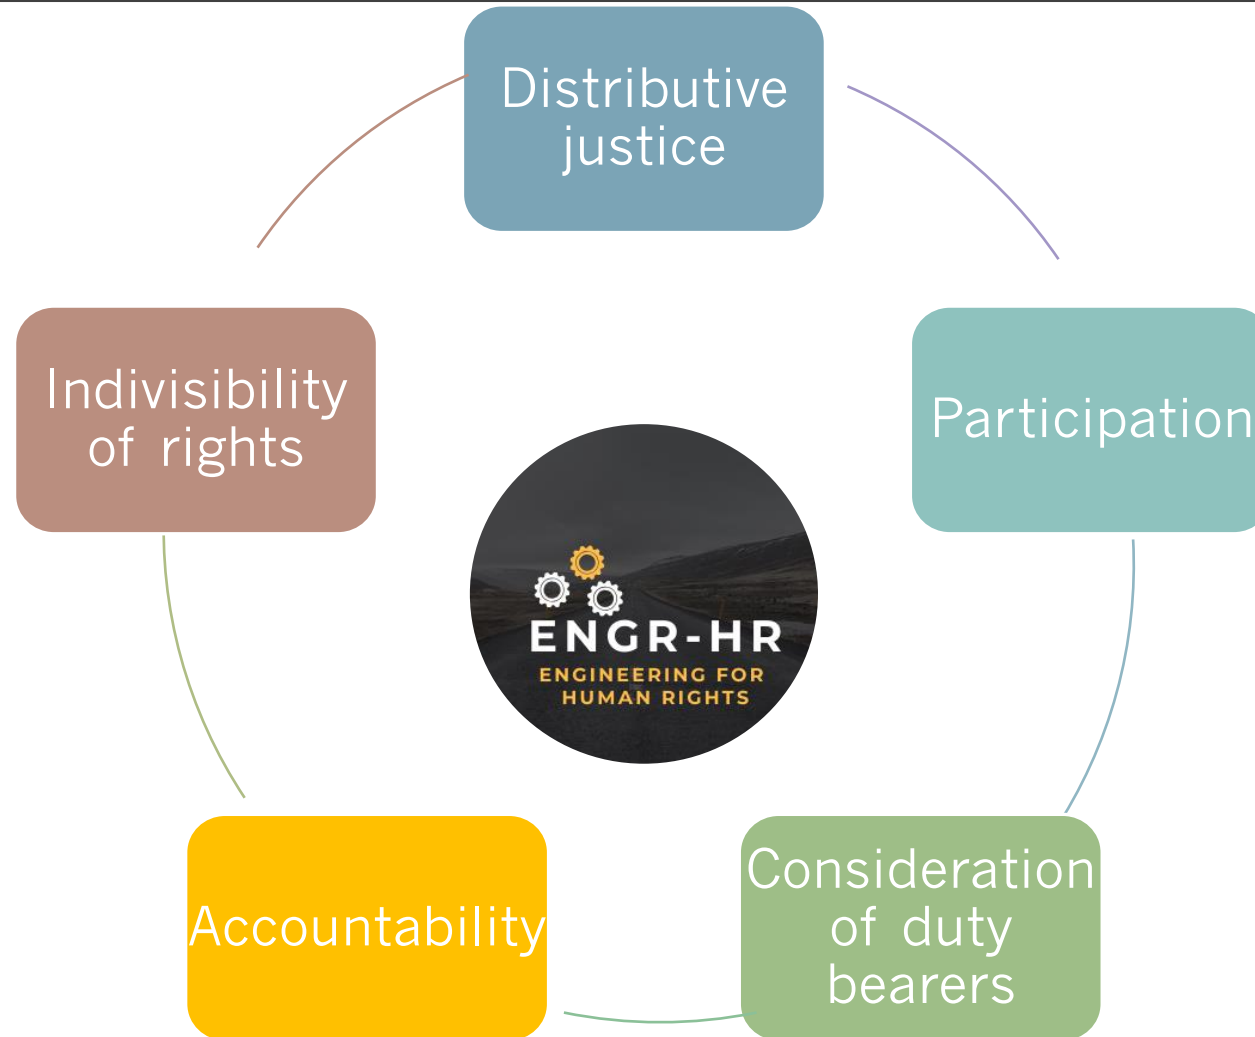 Distributive
justice
Participation
Consideration
of duty
bearers
Accountability
Indivisibility
of rights
ENGR-HR
ENGINEERING FOR
HUMAN RIGHTS